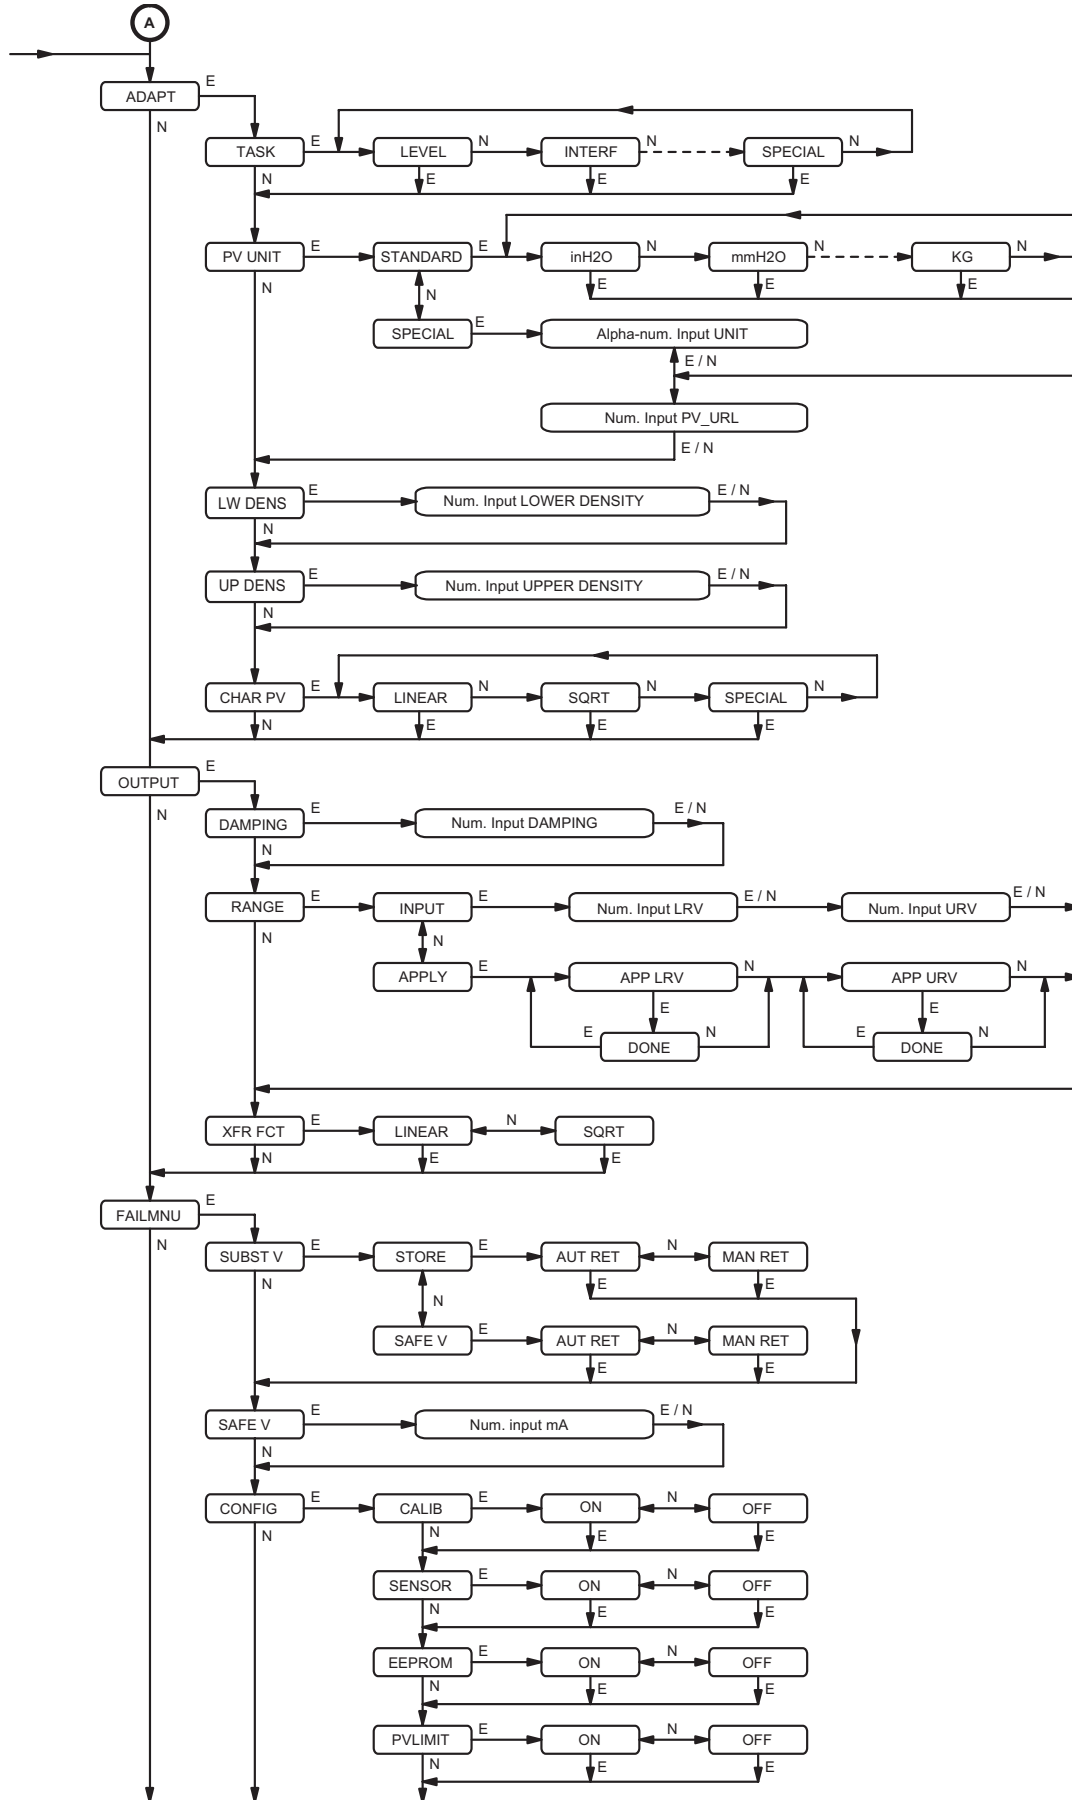 A
ADAPT E
N
TASK E LEVEL N INTERF N SPECIAL N
N E E E
PV UNIT E STANDARD E inH2O N mmH2O N KG N
N N E E E
SPECIAL E Alpha-num. Input UNIT
E / N
Num. Input PV_URL
E / N
LW DENS E Num. Input LOWER DENSITY E / N
N
UP DENS E Num. Input UPPER DENSITY E / N
N
CHAR PV E LINEAR N SQRT N SPECIAL N
N E E E
OUTPUT E
N
DAMPING E Num. Input DAMPING E / N
N
RANGE E INPUT E Num. Input LRV E / N Num. Input URV E / N
N N
APPLY E APP LRV N APP URV N
E E
E DONE N E DONE N
XFR FCT E LINEAR N SQRT
N E E
FAILMNU E
N
SUBST V E STORE E AUT RET N MAN RET
N N E E
SAFE V E AUT RET N MAN RET
E E
SAFE V E Num. input mA E / N
N
CONFIG E CALIB E ON N OFF
N N E E
SENSOR E ON N OFF
N E E
EEPROM E ON N OFF
N E E
PVLIMIT E ON N OFF
N E E